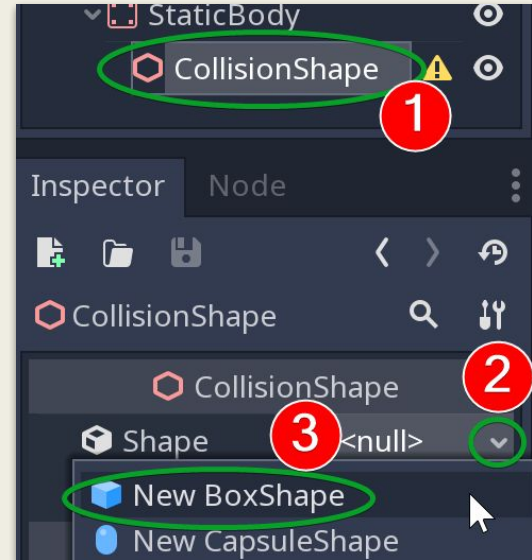 StaticBody
CollisionShape
1
Inspector Node
CollisionShape
CollisionShape
2
Shape 3 <null>
New BoxShape
New CapsuleShape